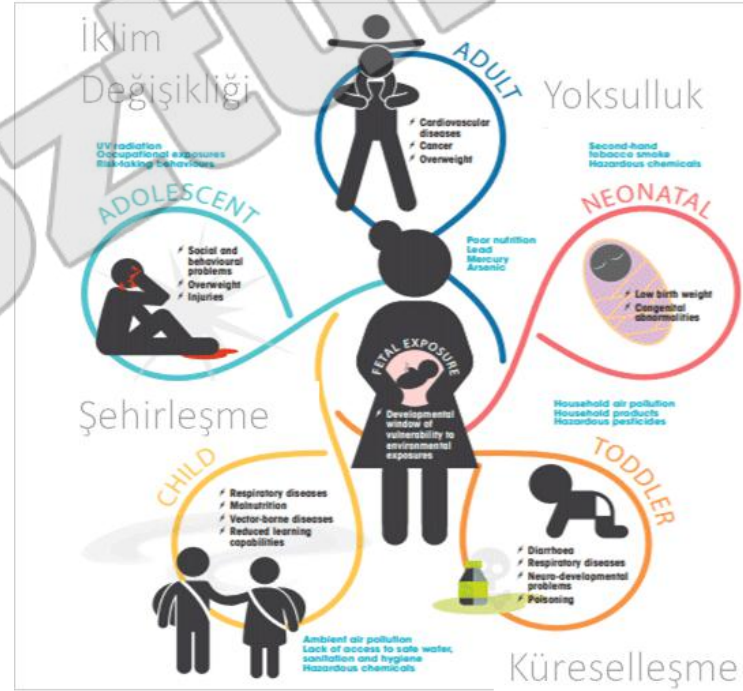 İklim
Değişikliği
UV radiation
Occupational exposures
Risk-taking behaviours
ADULT
Cardiovascular
diseases
Cancer
Overweight
Yoksulluk
Second-hand
tobacco smoke
Hazardous chemicals
ADOLESCENT
Social and
behavioural
problems
Overweight
Injuries
Poor nutrition
Lead
Mercury
Arsenic
NEONATAL
Low birth weight
Congenital
abnormalities
FETAL EXPOSURE
Developmental
window of
vulnerability to
environmental
exposures
Şehirleşme
Household air pollution
Household products
Hazardous pesticides
CHILD
Respiratory diseases
Malnutrition
Vector-borne diseases
Reduced learning
capabilities
TODDLER
Diarrhoea
Respiratory diseases
Neuro-developmental
problems
Poisoning
Ambient air pollution
Lack of access to safe water,
sanitation and hygiene
Hazardous chemicals
Küreselleşme